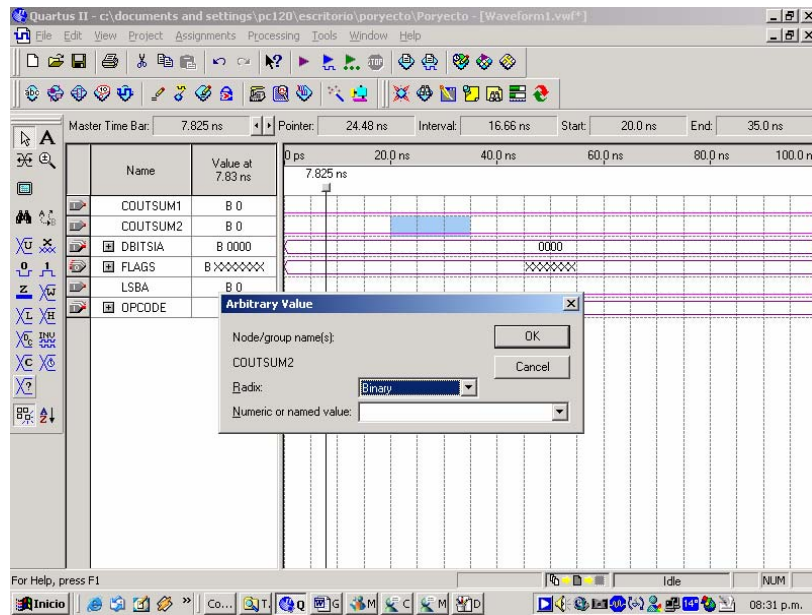 Quartus II - c:\documents and settings\pc120\escritorio\poryecto\Poryecto - [Waveform1.vwf*]
File Edit View Project Assignments Processing Tools Window Help
Master Time Bar: 7.825 ns Pointer: 24.48 ns Interval: 16.66 ns Start: 20.0 ns End: 35.0 ns
Name Value at 7.83 ns
0 ps 20.0 ns 40.0 ns 60.0 ns 80.0 ns 100.0 n
7.825 ns
COUTSUM1 B 0
COUTSUM2 B 0
DBITSIA B 0000 0000
FLAGS B XXXXXXX XXXXXXX
LSBA B 0
OPCODE
Arbitrary Value
Node/group name(s): OK
COUTSUM2 Cancel
Radix: Binary
Numeric or named value:
For Help, press F1 Idle NUM
Inicio » Co... T. Q G M C M D 14° 08:31 p.m.